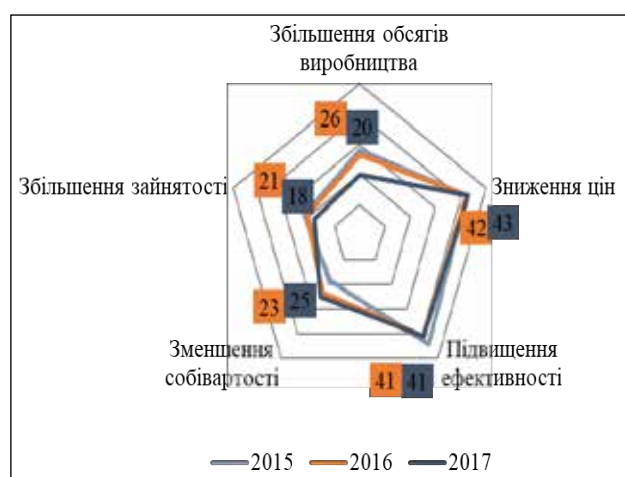 Збільшення обсягів
виробництва
26
20
Збільшення зайнятості
21
18
Зниження цін
42
43
23
25
Зменшення
собівартості
Підвищення
ефективності
41
41
2015
2016
2017